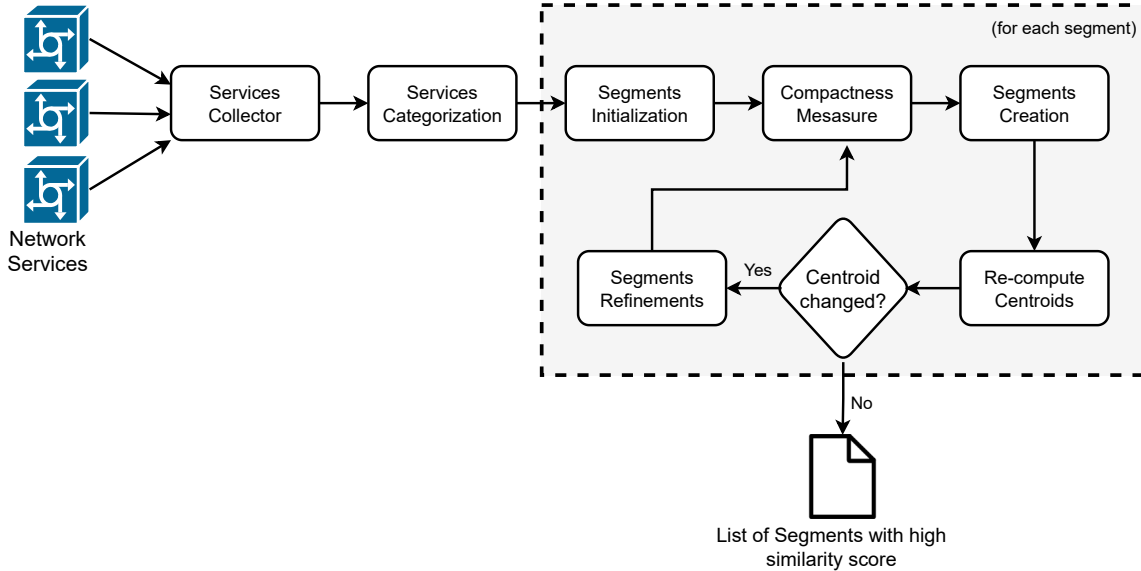 (for each segment)
Services
Collector
Services
Categorization
Segments
Initialization
Compactness
Mesasure
Segments
Creation
Network
Services
Segments
Refinements
Yes
Centroid
changed?
Re-compute
Centroids
No
List of Segments with high
similarity score